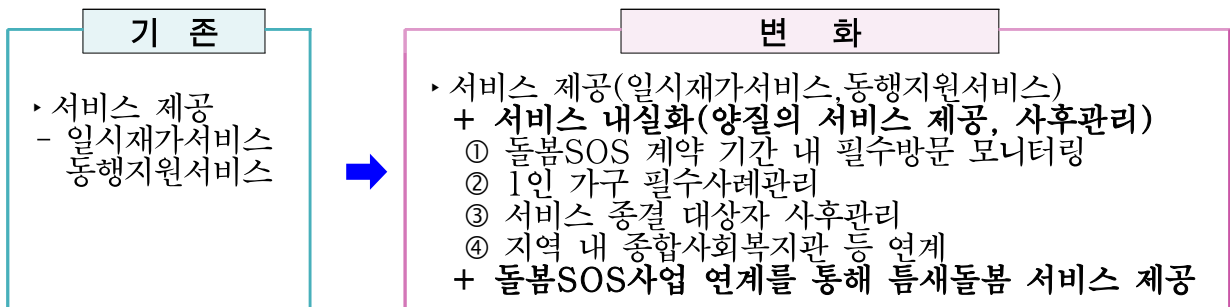 기 존
‣ 서비스 제공
- 일시재가서비스
동행지원서비스
변 화
‣ 서비스 제공(일시재가서비스,동행지원서비스)
+ 서비스 내실화(양질의 서비스 제공, 사후관리)
① 돌봄SOS 계약 기간 내 필수방문 모니터링
② 1인 가구 필수사례관리
③ 서비스 종결 대상자 사후관리
④ 지역 내 종합사회복지관 등 연계
+ 돌봄SOS사업 연계를 통해 틈새돌봄 서비스 제공